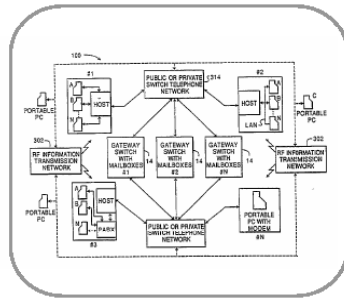 100
#1
PUBLIC OR PRIVATE
SWITCH TELEPHONE
NETWORK
314
#2
A
B
N
HOST
HOST
A
B
N
LAN
PORTABLE
PC
C
PORTABLE
PC
302
RF INFORMATION
TRANSMISSION
NETWORK
GATEWAY
SWITCH
WITH
MAILBOXES
#1
14
GATEWAY
SWITCH
WITH
MAILBOXES
#2
14
GATEWAY
SWITCH
WITH
MAILBOXES
#N
14
302
RF INFORMATION
TRANSMISSION
NETWORK
PORTABLE
PC
A
B
N
HOST
PABX
#3
PUBLIC OR PRIVATE
SWITCH TELEPHONE
NETWORK
PORTABLE
PC WITH
MODEM
#N
PORTABLE
PC